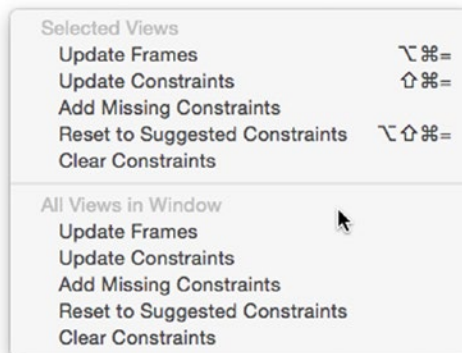 Selected Views
Update Frames ⌥⌘=
Update Constraints ⇧⌘=
Add Missing Constraints
Reset to Suggested Constraints ⌥⇧⌘=
Clear Constraints
All Views in Window
Update Frames
Update Constraints
Add Missing Constraints
Reset to Suggested Constraints
Clear Constraints